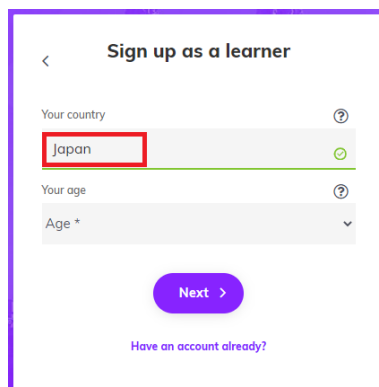 Sign up as a learner
Your country
Japan
Your age
Age *
Next
Have an account already?